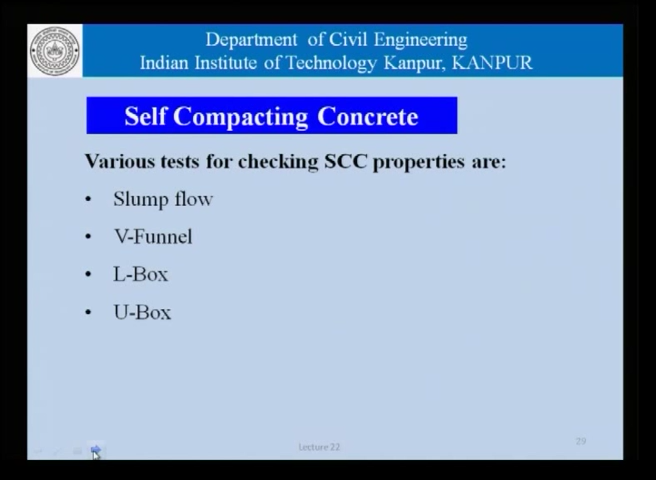 Department of Civil Engineering
Indian Institute of Technology Kanpur, KANPUR
Self Compacting Concrete
Various tests for checking SCC properties are:
• Slump flow
• V-Funnel
• L-Box
• U-Box
Lecture 22
29